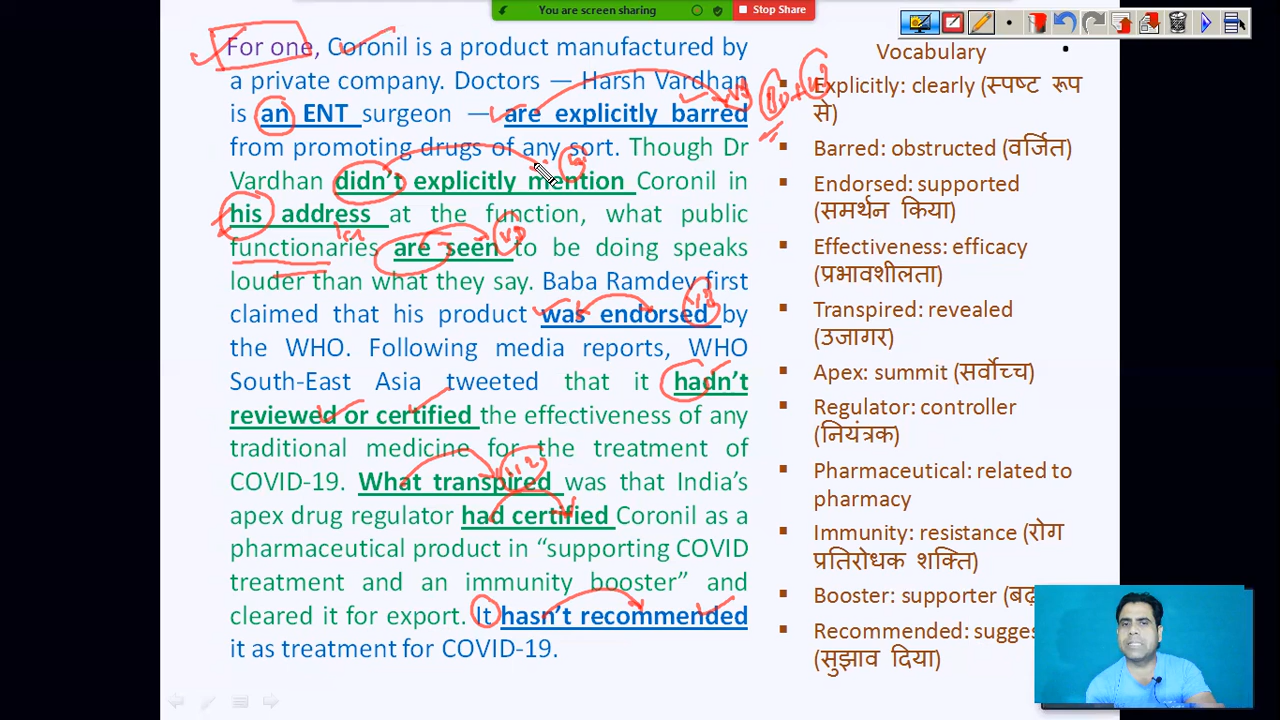 You are screen sharing
Stop Share
For one, Coronil is a product manufactured by
a private company. Doctors — Harsh Vardhan
is an ENT surgeon — are explicitly barred
from promoting drugs of any sort. Though Dr
Vardhan didn't explicitly mention Coronil in
his address at the function, what public
functionaries are seen to be doing speaks
louder than what they say. Baba Ramdev first
claimed that his product was endorsed by
the WHO. Following media reports, WHO
South-East Asia tweeted that it hadn't
reviewed or certified the effectiveness of any
traditional medicine for the treatment of
COVID-19. What transpired was that India's
apex drug regulator had certified Coronil as a
pharmaceutical product in “supporting COVID
treatment and an immunity booster” and
cleared it for export. It hasn't recommended
it as treatment for COVID-19.
Vocabulary
Explicitly: clearly (स्पष्ट रूप
से)
Barred: obstructed (वर्जित)
Endorsed: supported
(समर्थन किया)
Effectiveness: efficacy
(प्रभावशीलता)
Transpired: revealed
(उजागर)
Apex: summit (सर्वोच्च)
Regulator: controller
(नियंत्रक)
Pharmaceutical: related to
pharmacy
Immunity: resistance (रोग
प्रतिरोधक शक्ति)
Booster: supporter
Recommended:
(सुझाव दिया)